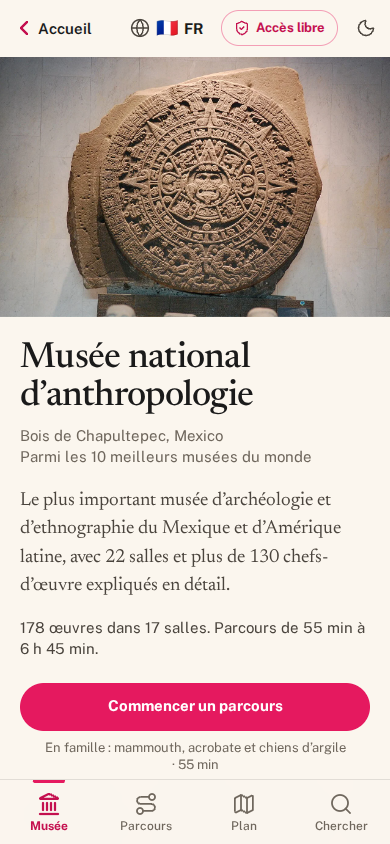 Accueil
FR
Accès libre
Musée national
d’anthropologie
Bois de Chapultepec, Mexico
Parmi les 10 meilleurs musées du monde
Le plus important musée d’archéologie et
d’ethnographie du Mexique et d’Amérique
latine, avec 22 salles et plus de 130 chefs-
d’œuvre expliqués en détail.
178 œuvres dans 17 salles. Parcours de 55 min à
6 h 45 min.
Commencer un parcours
En famille : mammouth, acrobate et chiens d’argile
· 55 min
Musée
Parcours
Plan
Chercher